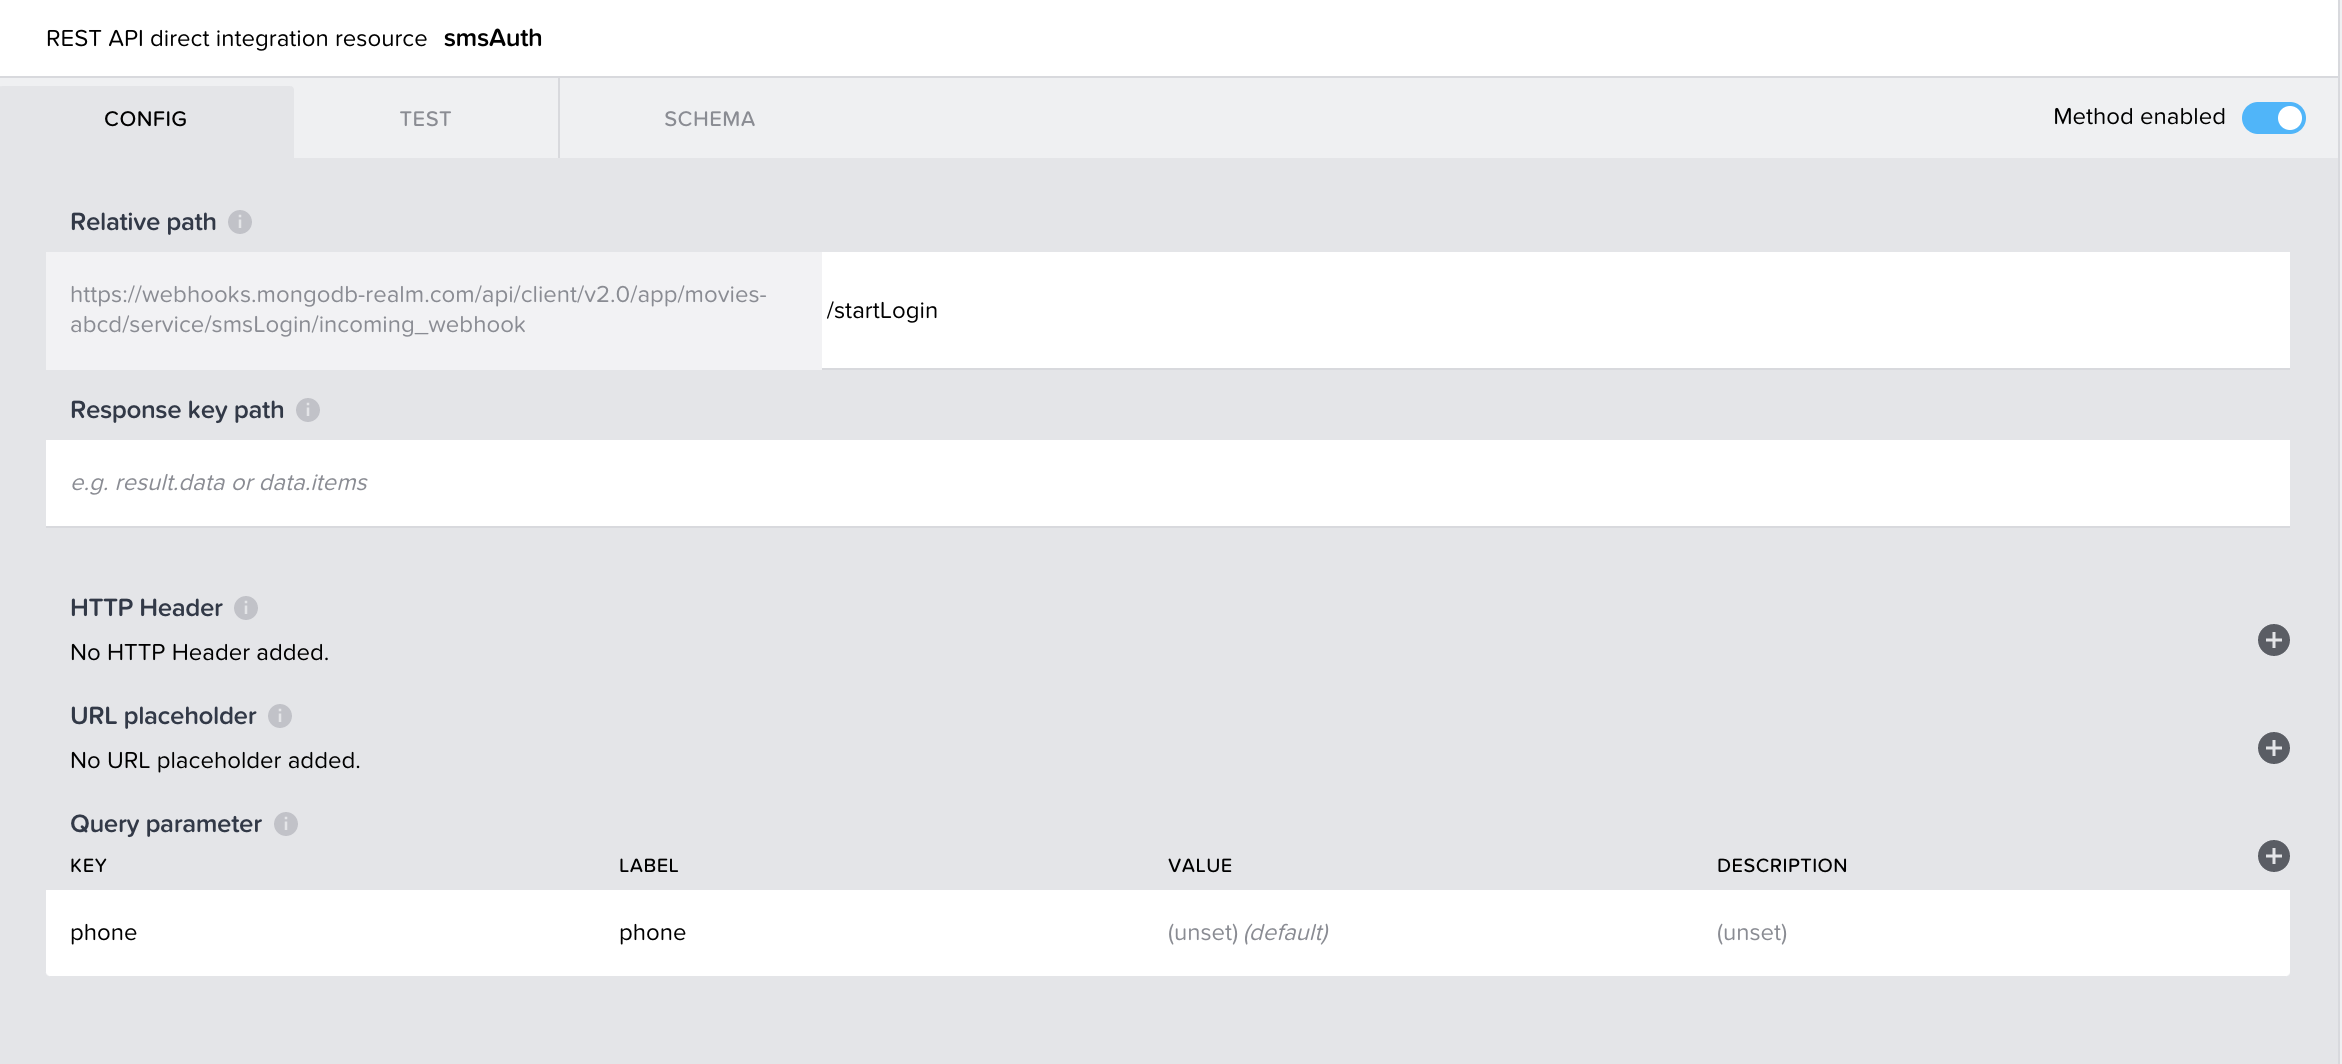 REST API direct integration resource smsAuth
CONFIG
TEST
SCHEMA
Method enabled
Relative path
https://webhooks.mongodb-realm.com/api/client/v2.0/app/movies-
abcd/service/smsLogin/incoming_webhook
/startLogin
Response key path
e.g. result.data or data.items
HTTP Header
No HTTP Header added.
URL placeholder
No URL placeholder added.
Query parameter
KEY LABEL VALUE DESCRIPTION
phone phone (unset) (default) (unset)